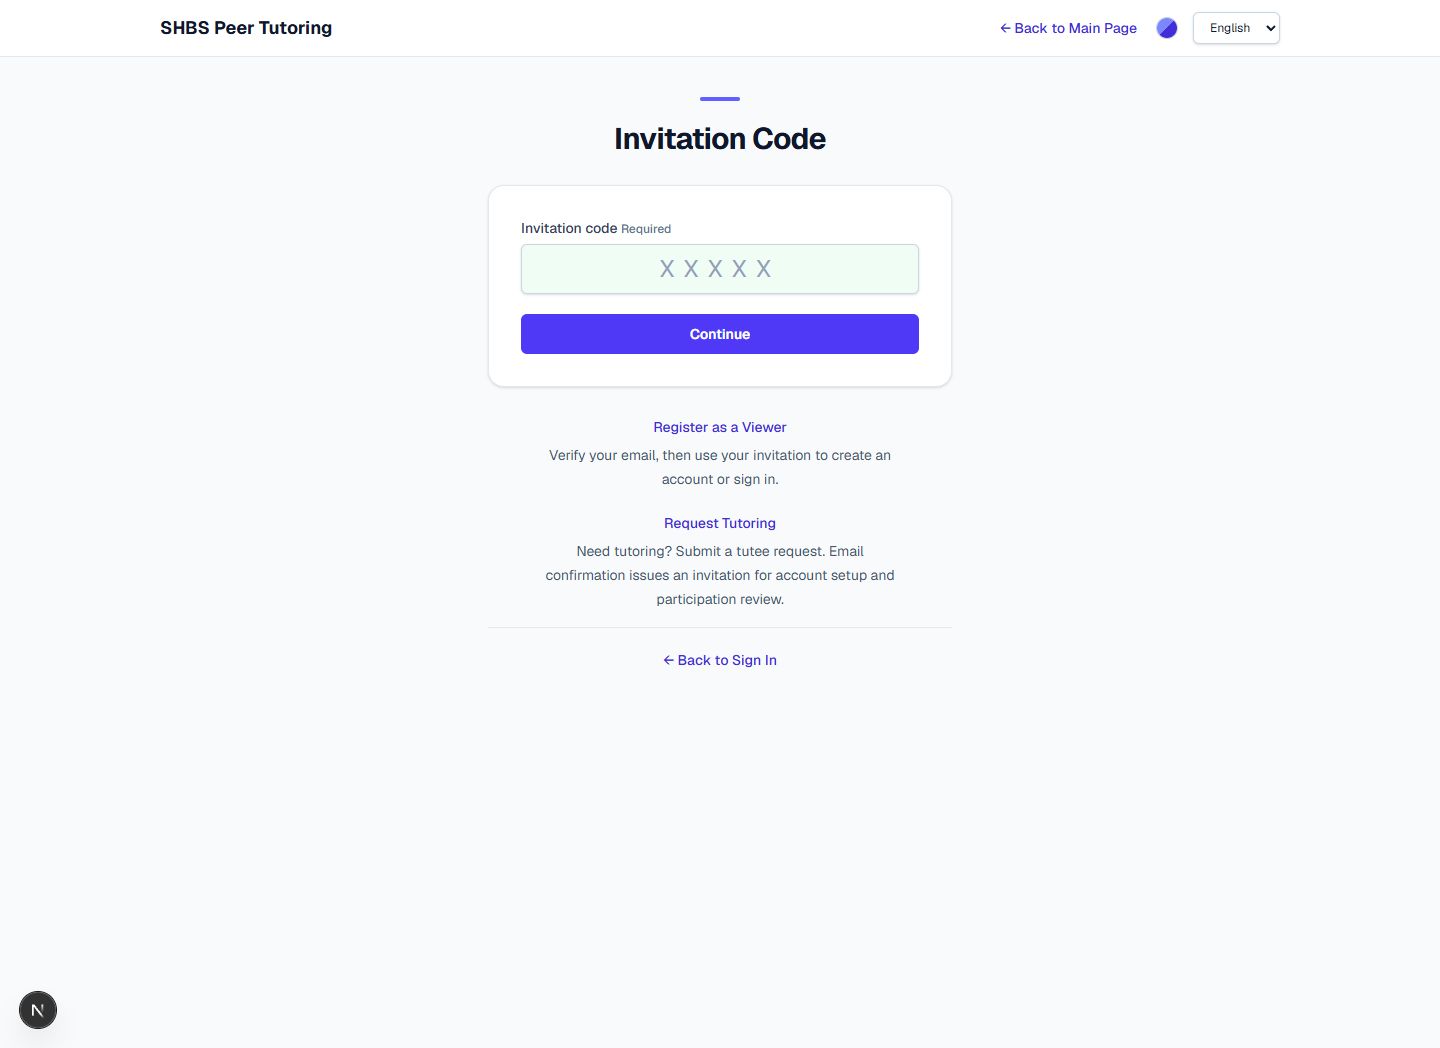 SHBS Peer Tutoring
← Back to Main Page
English
Invitation Code
Invitation code Required
X X X X X
Continue
Register as a Viewer
Verify your email, then use your invitation to create an
account or sign in.
Request Tutoring
Need tutoring? Submit a tutee request. Email
confirmation issues an invitation for account setup and
participation review.
← Back to Sign In
N